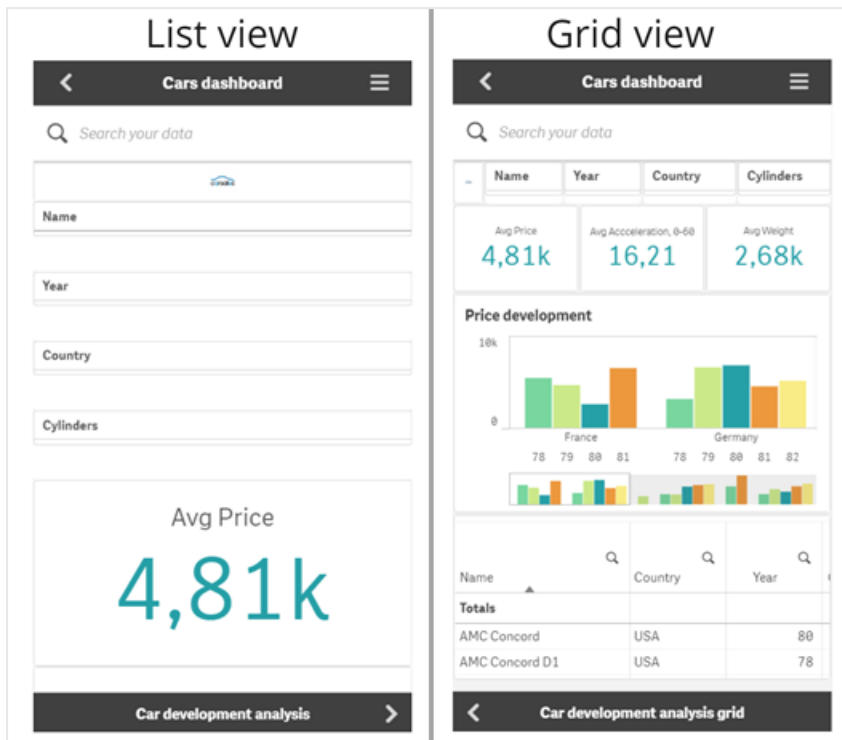 List view
Cars dashboard
Search your data
Name
Year
Country
Cylinders
Avg Price
4,81k
Car development analysis
Grid view
Cars dashboard
Search your data
Name Year Country Cylinders
Avg Price Avg Accceleration, 0-60 Avg Weight
4,81k 16,21 2,68k
Price development
10k
0
France Germany
78 79 80 81 78 79 80 81 82
Name Country Year
Totals
AMC Concord USA 80
AMC Concord D1 USA 78
Car development analysis grid